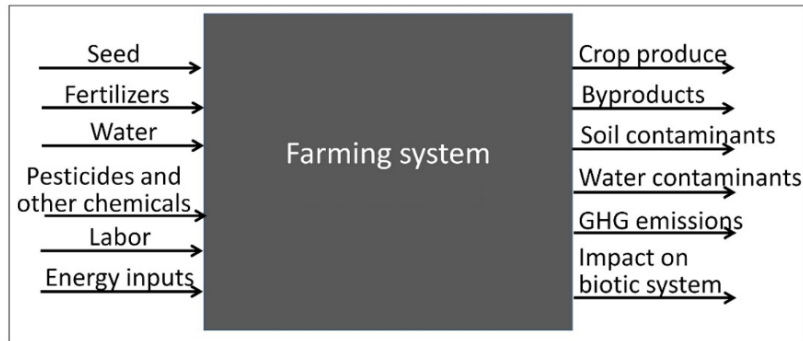 Seed
Fertilizers
Water
Pesticides and
other chemicals
Labor
Energy inputs
Farming system
Crop produce
Byproducts
Soil contaminants
Water contaminants
GHG emissions
Impact on
biotic system